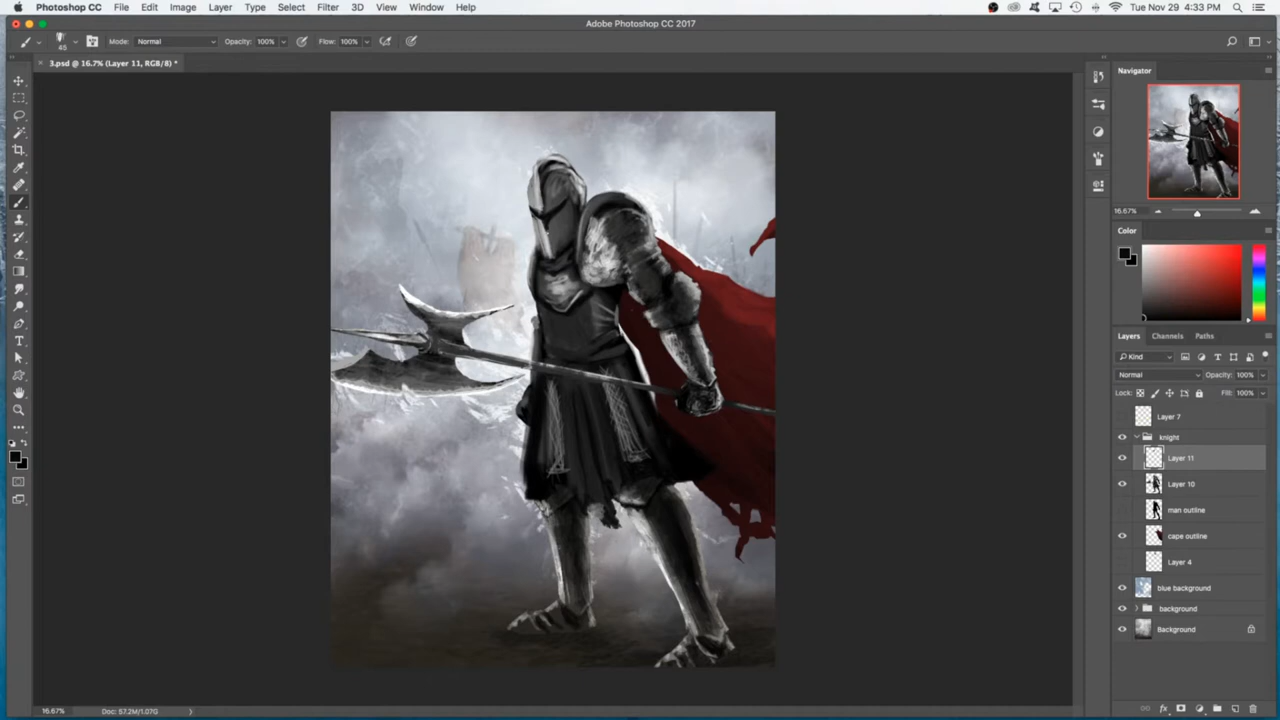 Photoshop CC File Edit Image Layer Type Select Filter 3D View Window Help Tue Nov 29 4:33 PM
Adobe Photoshop CC 2017
45 Mode: Normal Opacity: 100% Flow: 100%
3.psd @ 16.7% (Layer 11, RGB/8) *
Navigator
16.67%
Color
Layers Channels Paths
Kind
Normal Opacity: 100%
Lock: Fill: 100%
Layer 7
knight
Layer 11
Layer 10
man outline
cape outline
Layer 4
blue background
background
Background
16.67% Doc: 57.2M/1.07G
fx